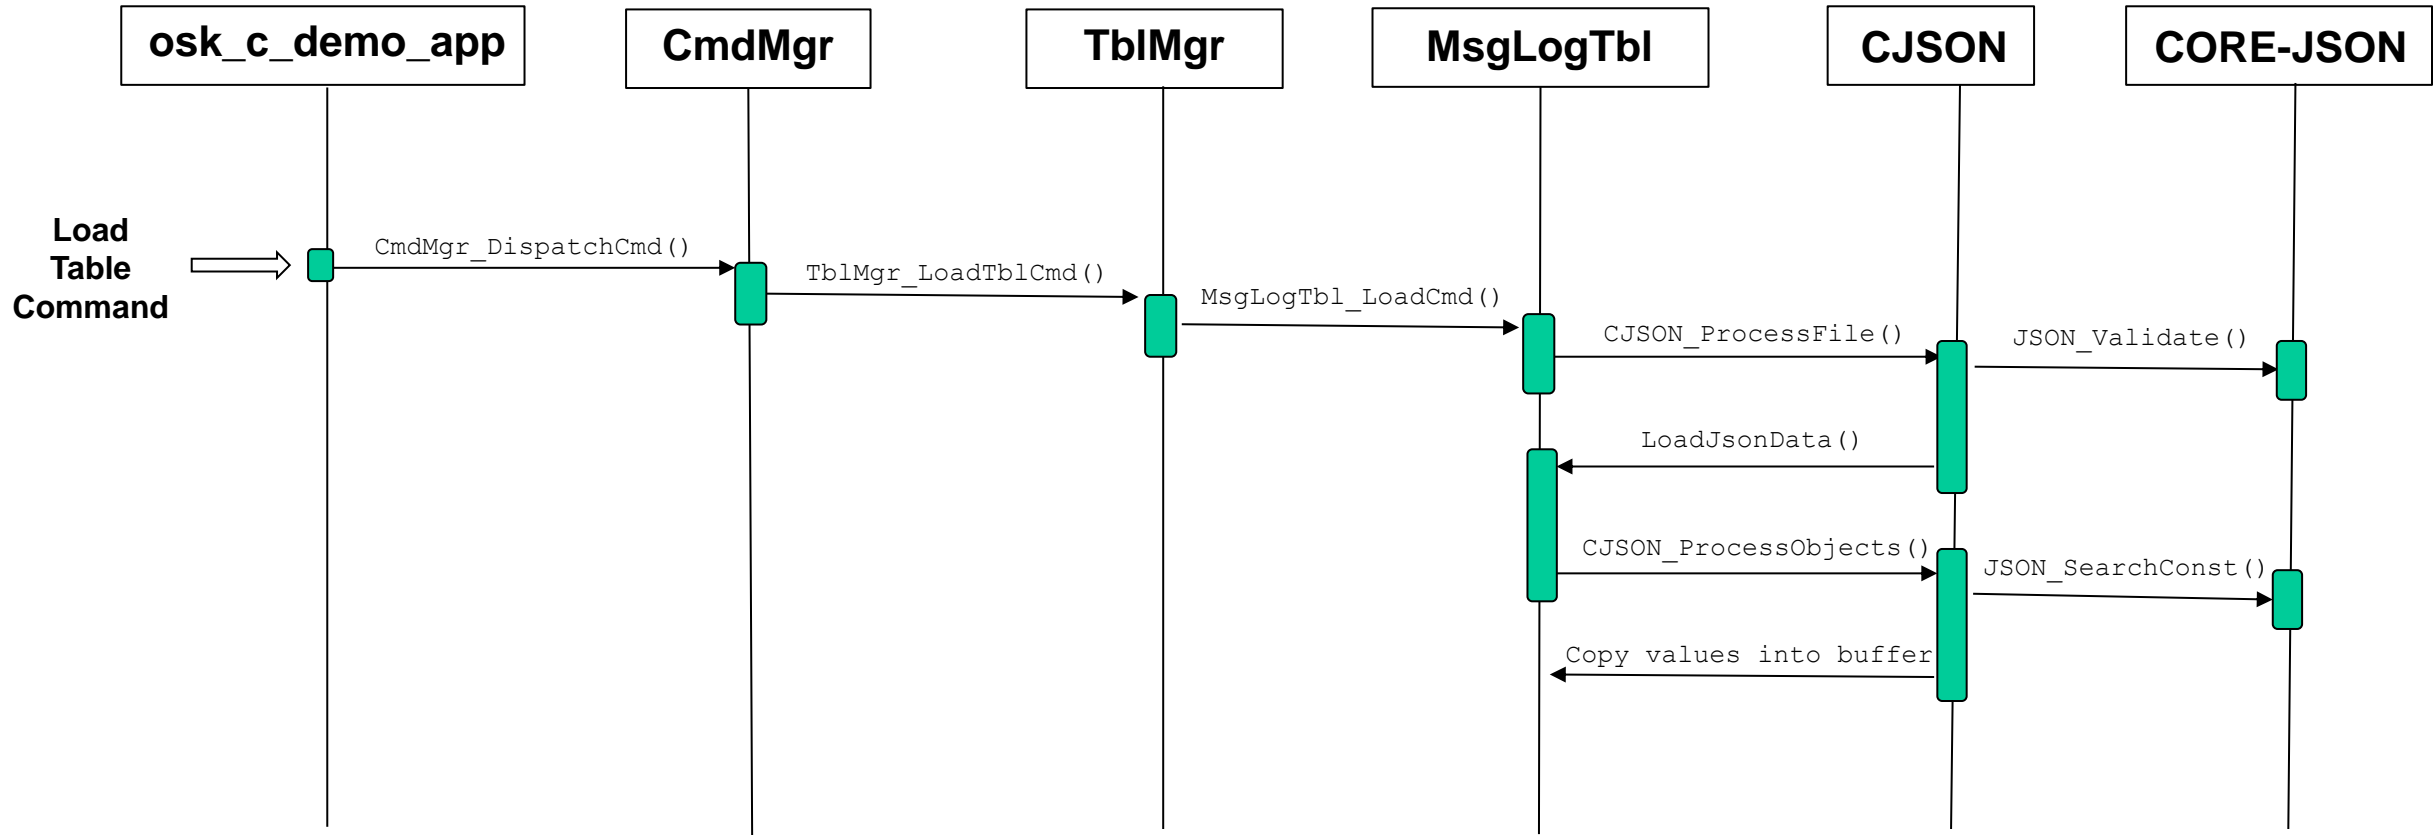 osk_c_demo_app
CmdMgr
TblMgr
MsgLogTbl
CJSON
CORE-JSON
Load
Table
Command
CmdMgr_DispatchCmd()
TblMgr_LoadTblCmd()
MsgLogTbl_LoadCmd()
CJSON_ProcessFile()
JSON_Validate()
LoadJsonData()
CJSON_ProcessObjects()
JSON_SearchConst()
Copy values into buffer